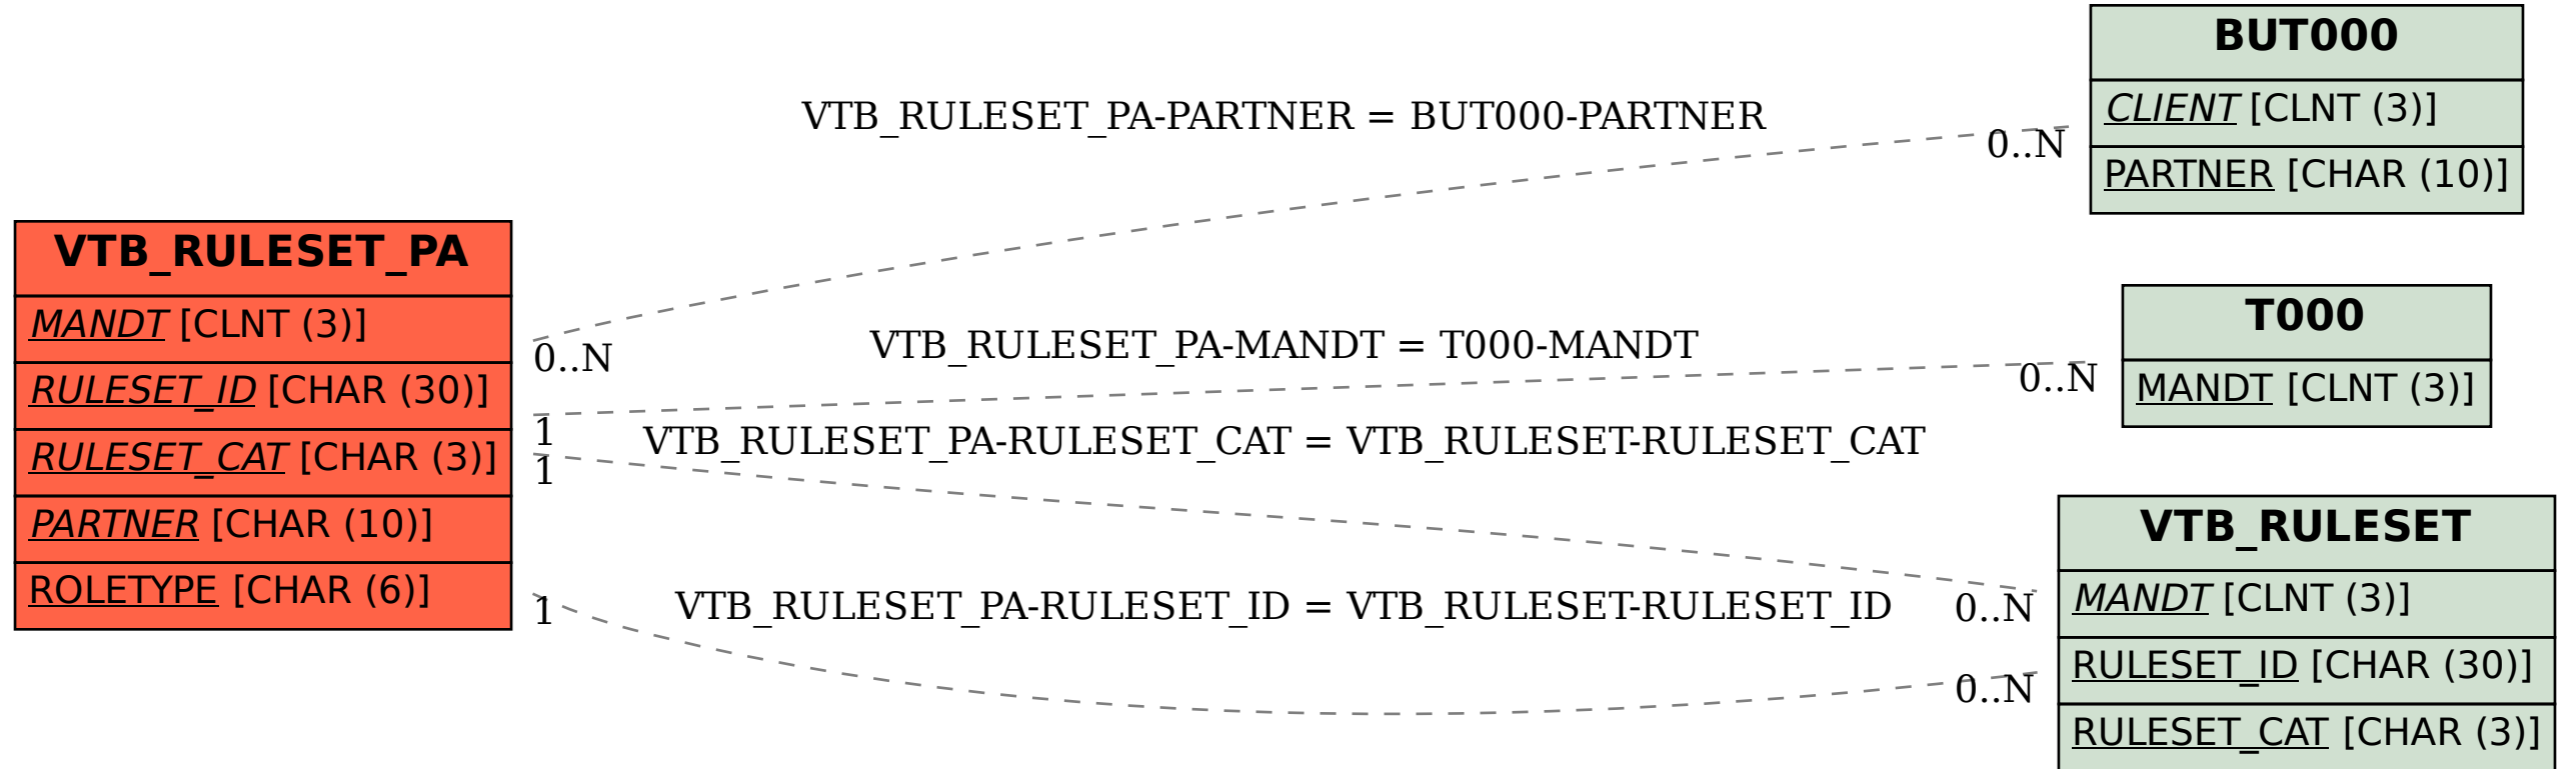 BUT000
CLIENT [CLNT (3)]
PARTNER [CHAR (10)]
VTB_RULESET_PA-PARTNER = BUT000-PARTNER
0..N
VTB_RULESET_PA
MANDT [CLNT (3)]
RULESET_ID [CHAR (30)]
RULESET_CAT [CHAR (3)]
PARTNER [CHAR (10)]
ROLETYPE [CHAR (6)]
0..N
VTB_RULESET_PA-MANDT = T000-MANDT
0..N
1
T000
MANDT [CLNT (3)]
VTB_RULESET_PA-RULESET_CAT = VTB_RULESET-RULESET_CAT
1
0..N
VTB_RULESET_PA-RULESET_ID = VTB_RULESET-RULESET_ID
1
0..N
VTB_RULESET
MANDT [CLNT (3)]
RULESET_ID [CHAR (30)]
RULESET_CAT [CHAR (3)]